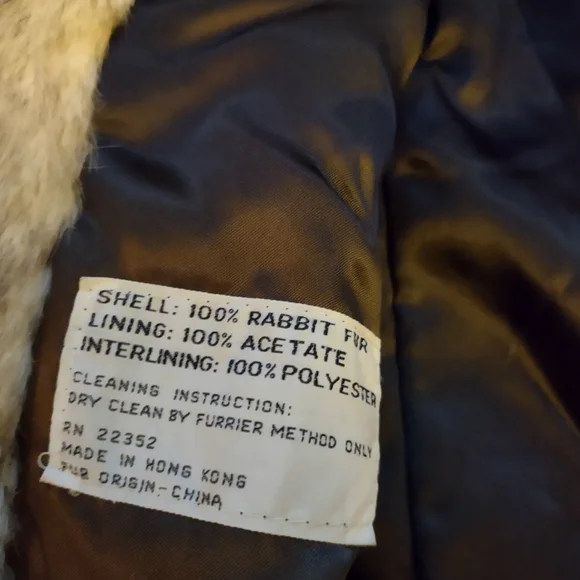 SHELL: 100% RABBIT FUR
LINING: 100% ACETATE
INTERLINING: 100% POLYESTER
CLEANING INSTRUCTION:
DRY CLEAN BY FURRIER METHOD ONLY
RN 22352
MADE IN HONG KONG
FUR ORIGIN-CHINA